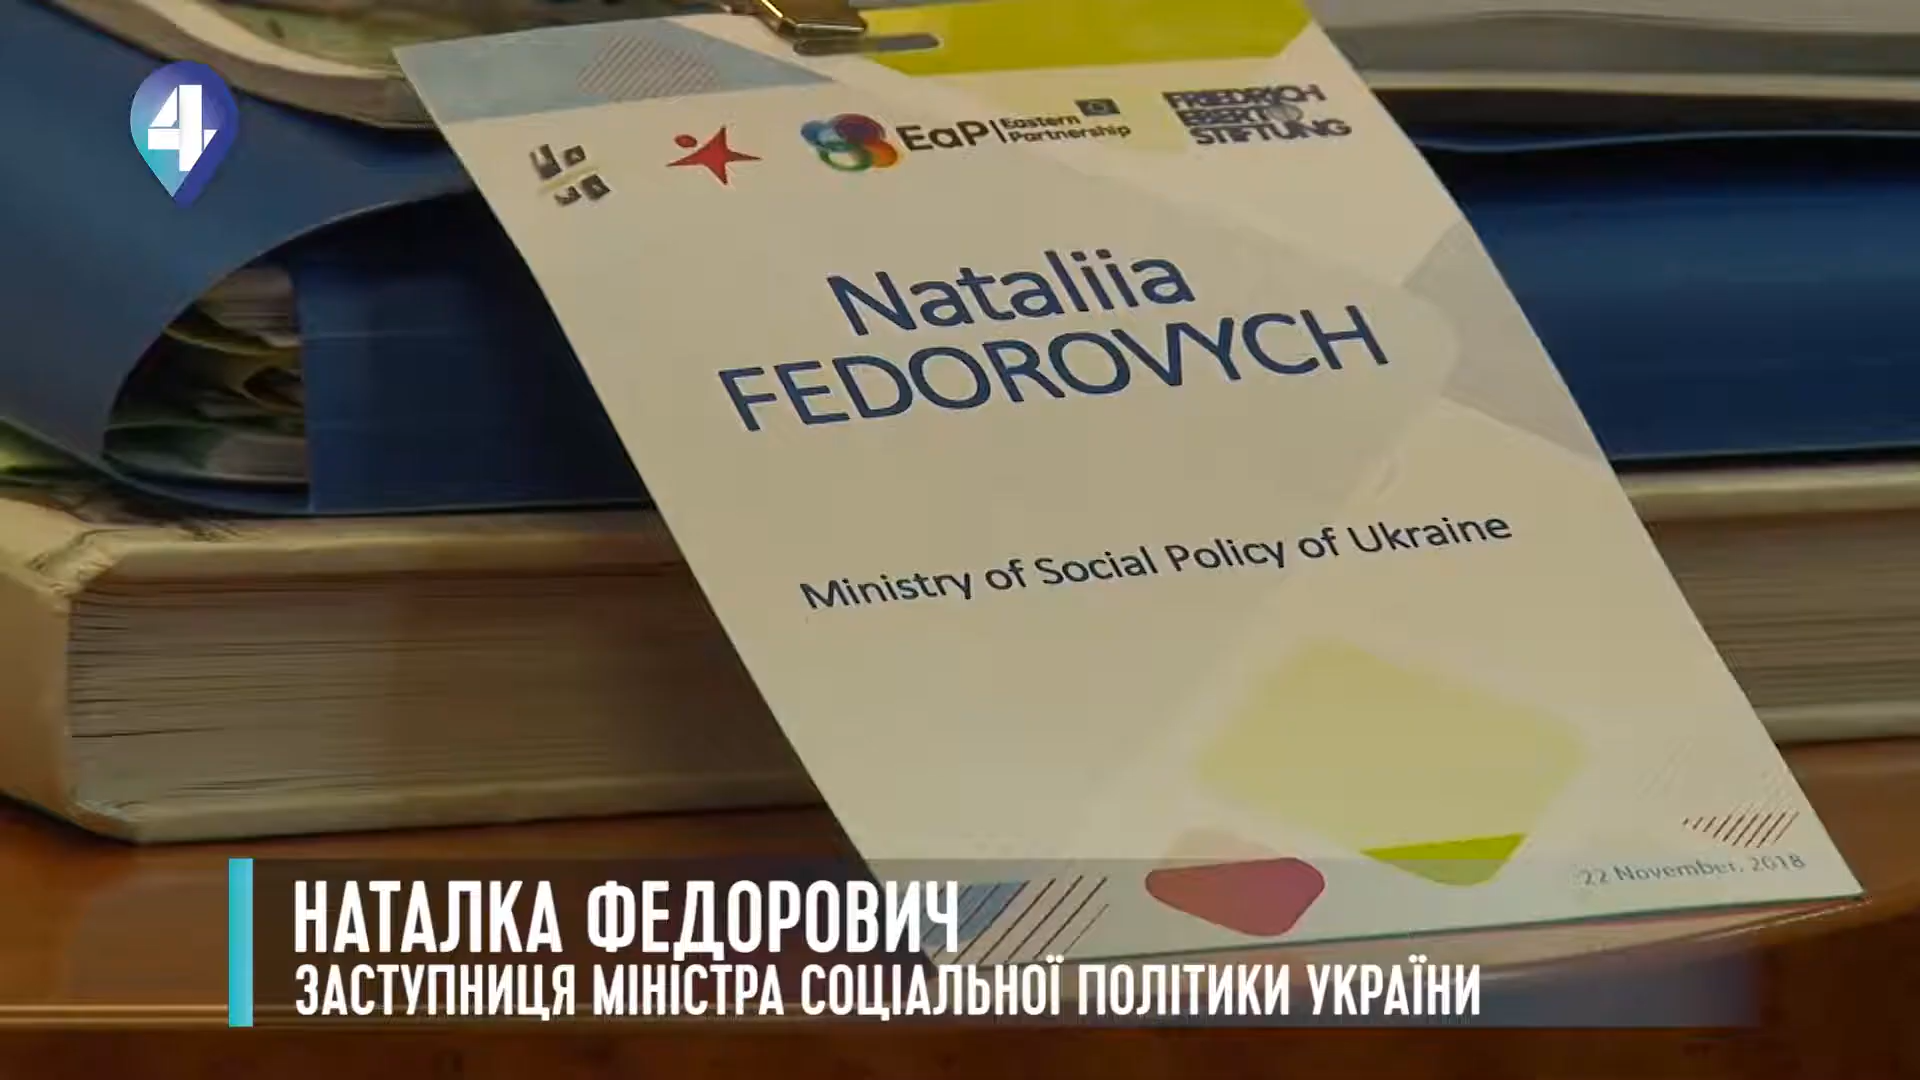 4
EaP
Eastern
Partnership
FRIEDRICH
EBERT
STIFTUNG
Nataliia
FEDOROVYCH
Ministry of Social Policy of Ukraine
22 November, 2018
НАТАЛКА ФЕДОРОВИЧ
ЗАСТУПНИЦЯ МІНІСТРА СОЦІАЛЬНОЇ ПОЛІТИКИ УКРАЇНИ